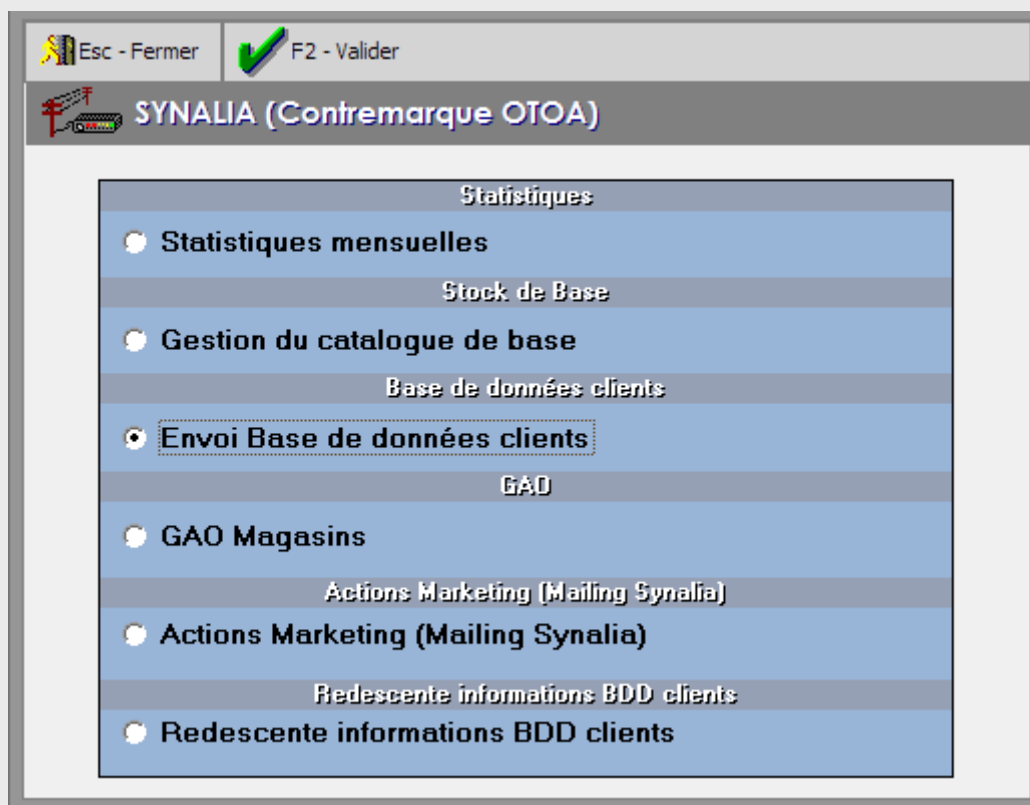 Esc - Fermer F2 - Valider
SYNALIA (Contremarque OTOA)
Statistiques
Statistiques mensuelles
Stock de Base
Gestion du catalogue de base
Base de données clients
Envoi Base de données clients
GAO
GAO Magasins
Actions Marketing (Mailing Synalia)
Actions Marketing (Mailing Synalia)
Redescente informations BDD clients
Redescente informations BDD clients